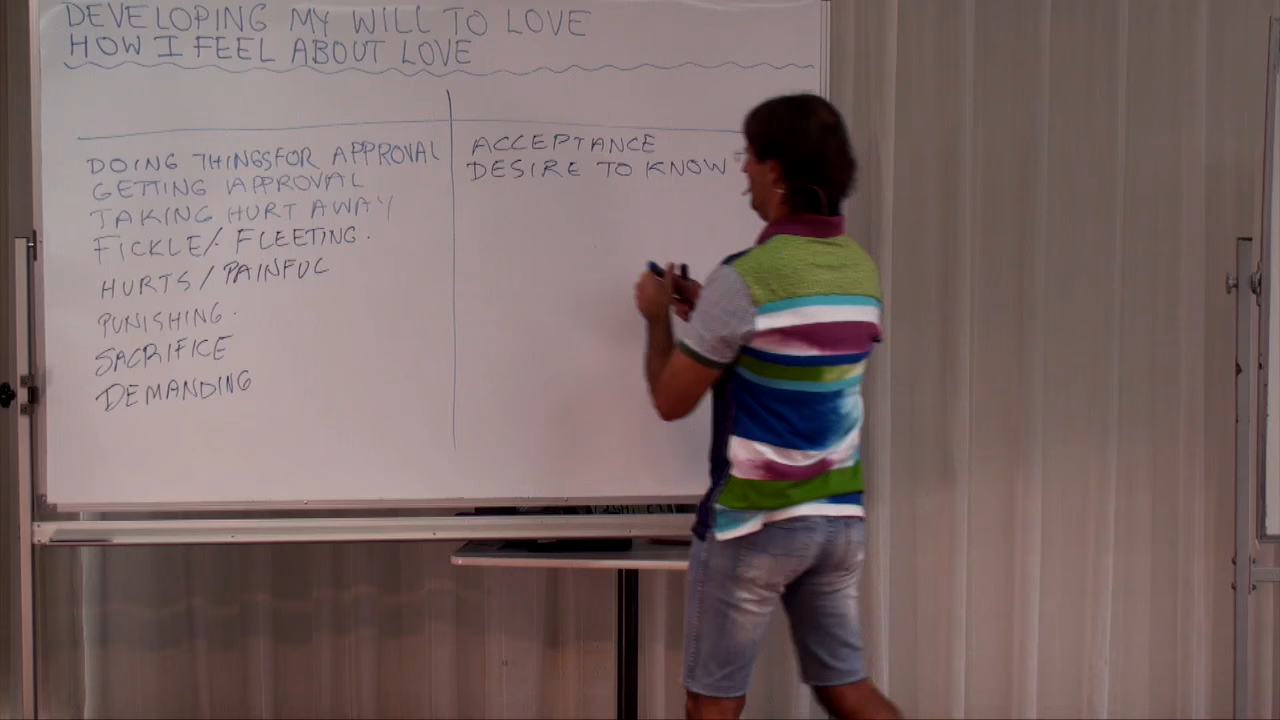 DEVELOPING MY WILL TO LOVE
HOW I FEEL ABOUT LOVE
DOING THINGS FOR APPROVAL
GETTING APPROVAL
TAKING HURT AWAY
FICKLE / FLEETING.
HURTS / PAINFUL
PUNISHING.
SACRIFICE
DEMANDING
ACCEPTANCE
DESIRE TO KNOW